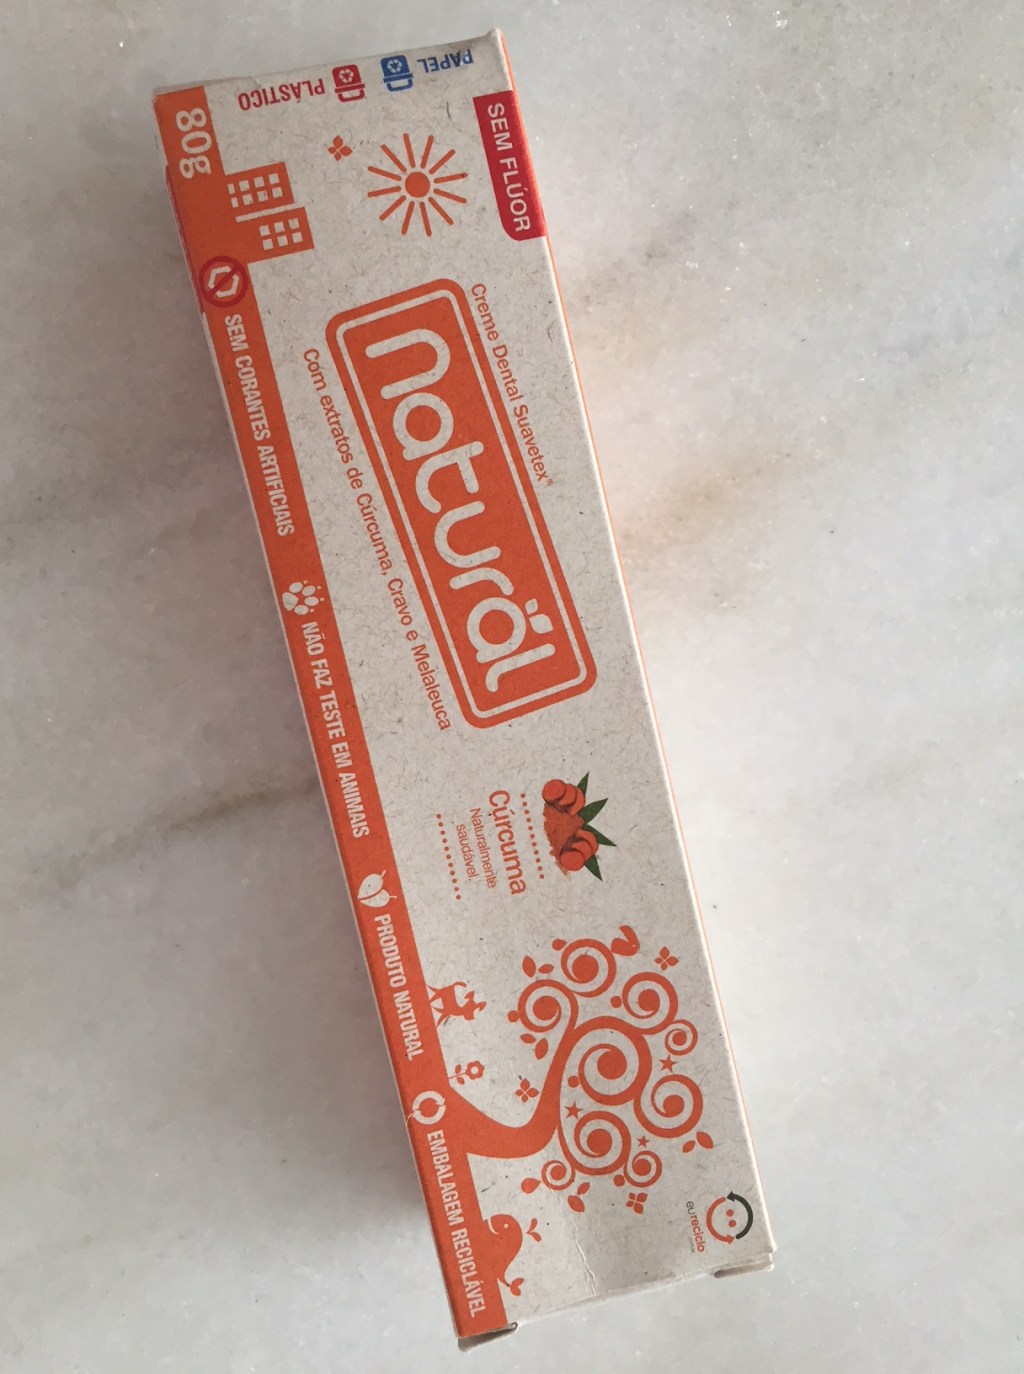 PAPEL
PLÁSTICO
SEM FLÚOR
80g
Creme Dental Suavetex®
naturäl
Com extratos de Cúrcuma, Cravo e Melaleuca
Cúrcuma
Naturalmente
saudável.
SEM CORANTES ARTIFICIAIS
NÃO FAZ TESTE EM ANIMAIS
PRODUTO NATURAL
EMBALAGEM RECICLÁVEL
eureciclo